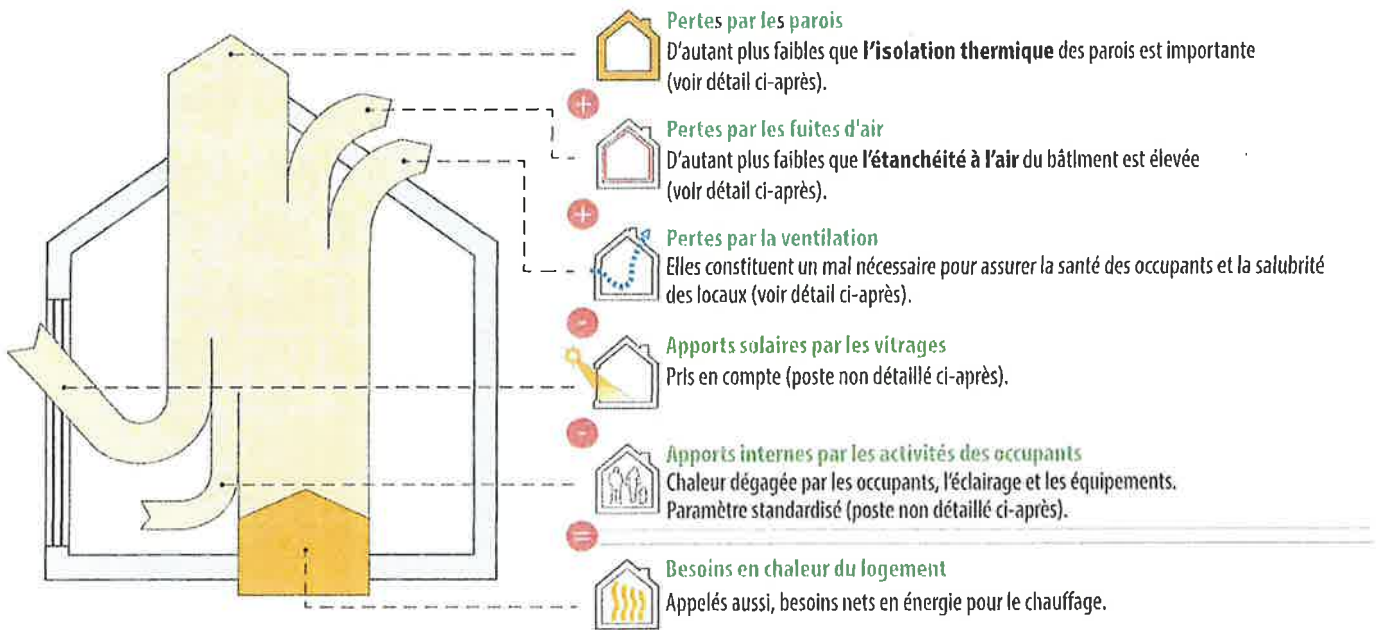 Pertes par les parois
D'autant plus faibles que l'isolation thermique des parois est importante
(voir détail ci-après).
+
Pertes par les fuites d'air
D'autant plus faibles que l'étanchéité à l'air du bâtiment est élevée
(voir détail ci-après).
+
Pertes par la ventilation
Elles constituent un mal nécessaire pour assurer la santé des occupants et la salubrité
des locaux (voir détail ci-après).
-
Apports solaires par les vitrages
Pris en compte (poste non détaillé ci-après).
-
Apports internes par les activités des occupants
Chaleur dégagée par les occupants, l'éclairage et les équipements.
Paramètre standardisé (poste non détaillé ci-après).
=
Besoins en chaleur du logement
Appelés aussi, besoins nets en énergie pour le chauffage.